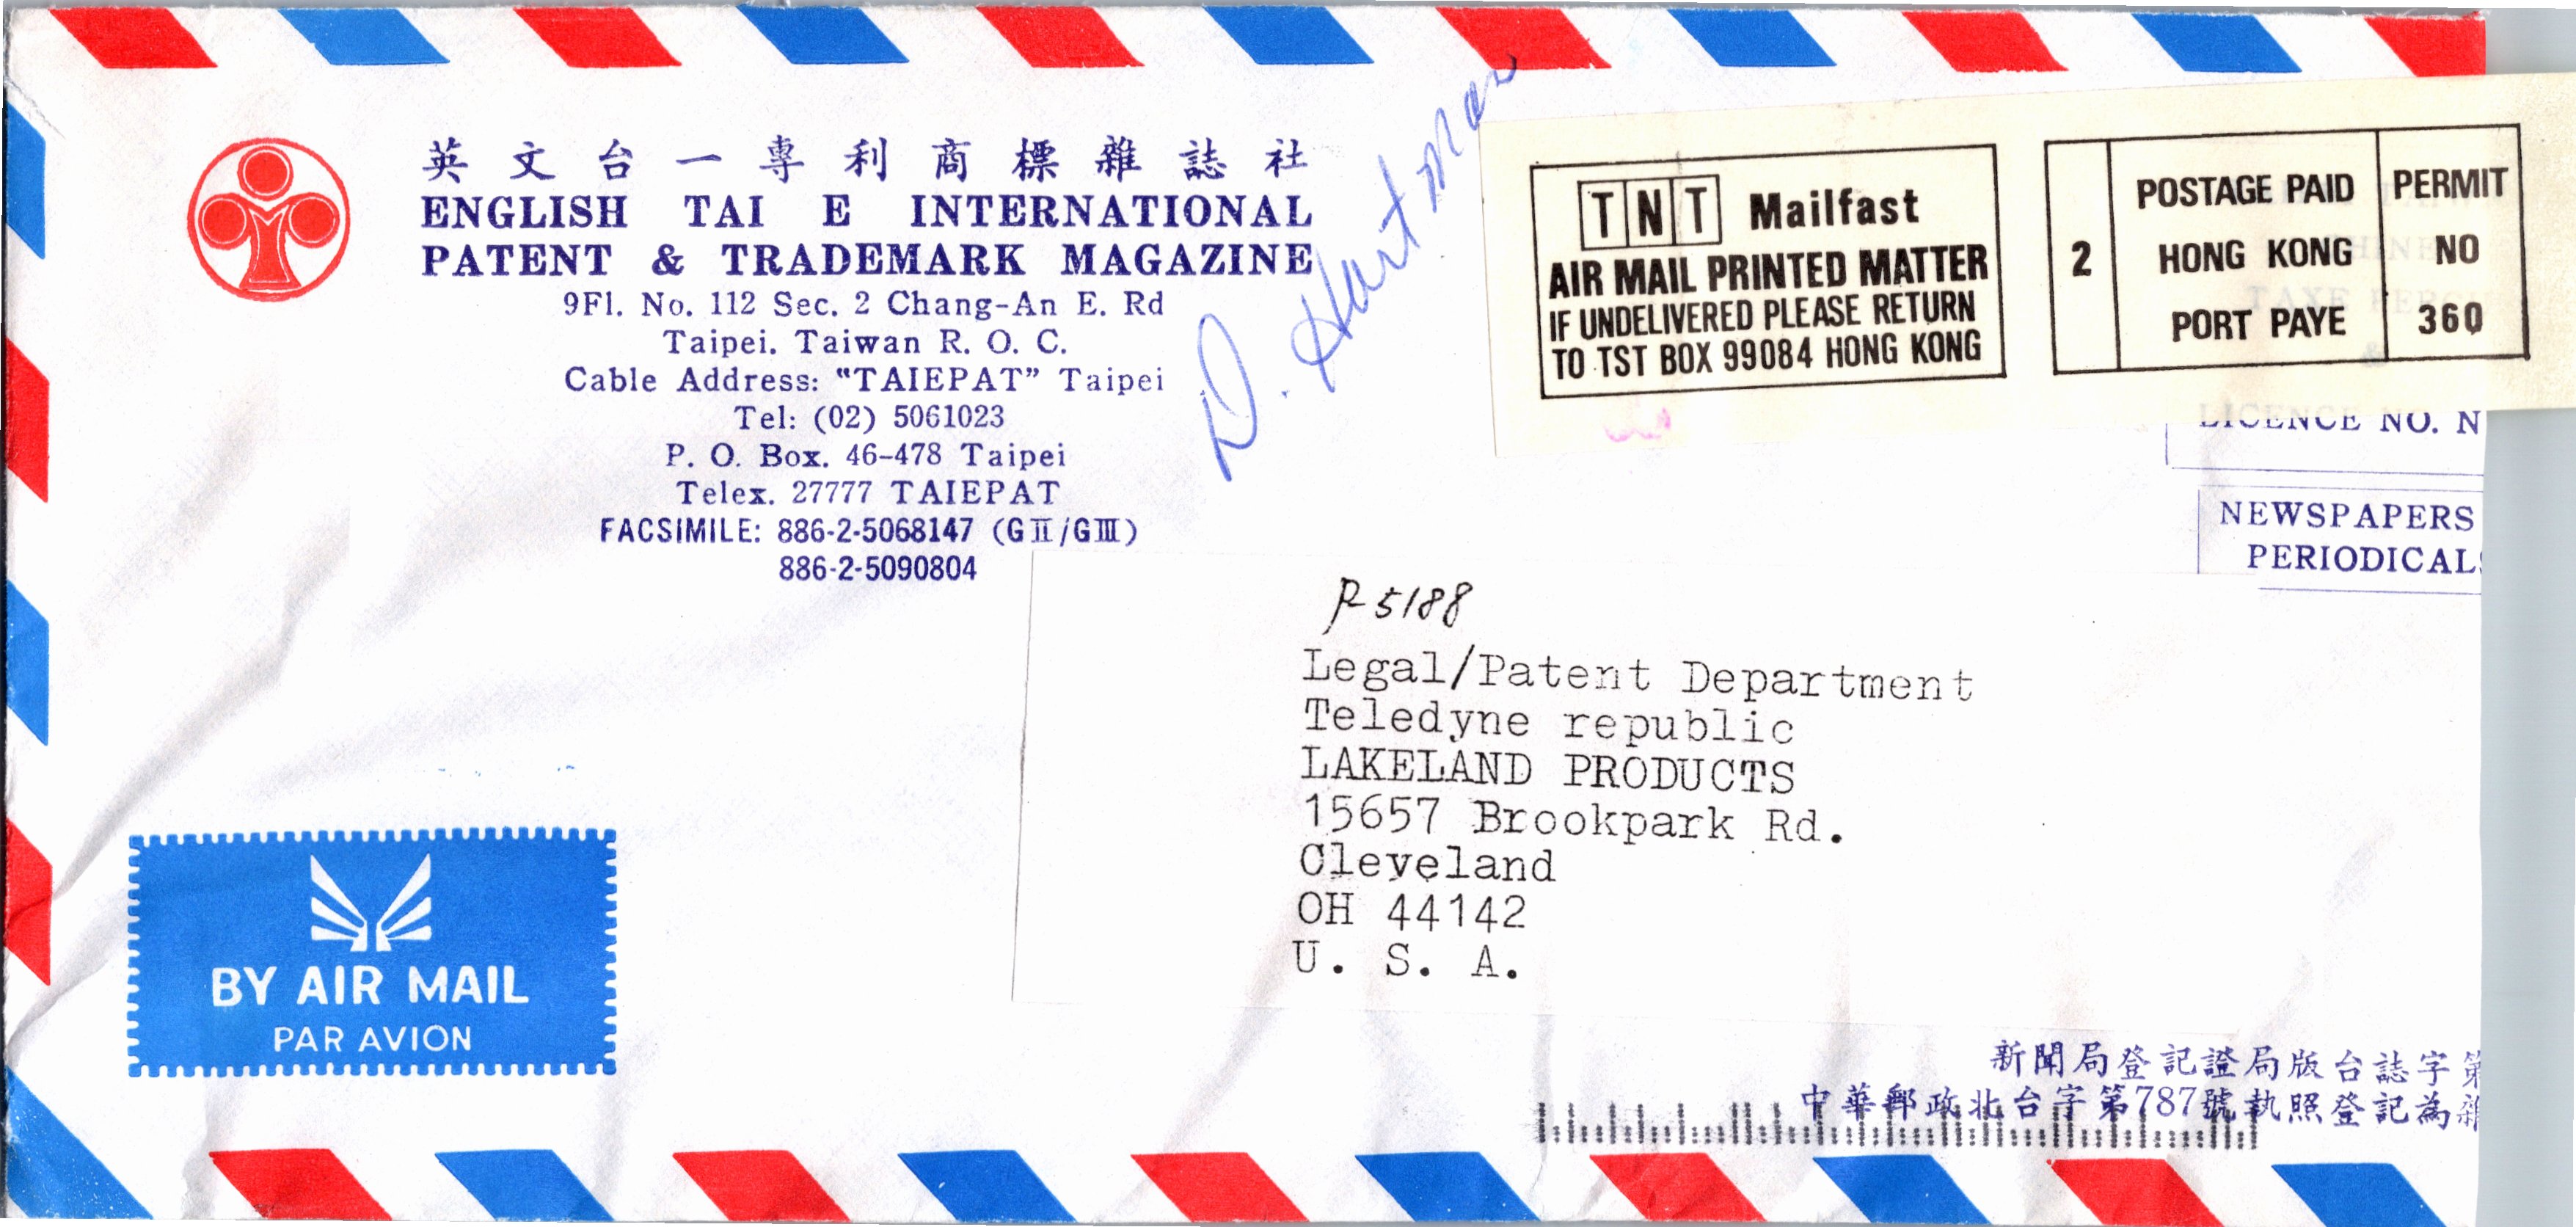 英文台一專利商標雜誌社
ENGLISH TAI E INTERNATIONAL
PATENT & TRADEMARK MAGAZINE
9Fl. No. 112 Sec. 2 Chang-An E. Rd
Taipei. Taiwan R. O. C.
Cable Address: "TAIEPAT" Taipei
Tel: (02) 5061023
P. O. Box. 46-478 Taipei
Telex. 27777 TAIEPAT
FACSIMILE: 886-2-5068147 (GⅡ/GⅢ)
886-2-5090804
D. Hartman
TNT Mailfast
AIR MAIL PRINTED MATTER
IF UNDELIVERED PLEASE RETURN
TO TST BOX 99084 HONG KONG
2
POSTAGE PAID
HONG KONG
PORT PAYE
PERMIT
NO
360
LICENCE NO. N
NEWSPAPERS
PERIODICALS
R 5188
Legal/Patent Department
Teledyne republic
LAKELAND PRODUCTS
15657 Brookpark Rd.
Cleveland
OH 44142
U. S. A.
BY AIR MAIL
PAR AVION
新聞局登記證局版台誌字第
中華郵政北台字第787號執照登記為雜